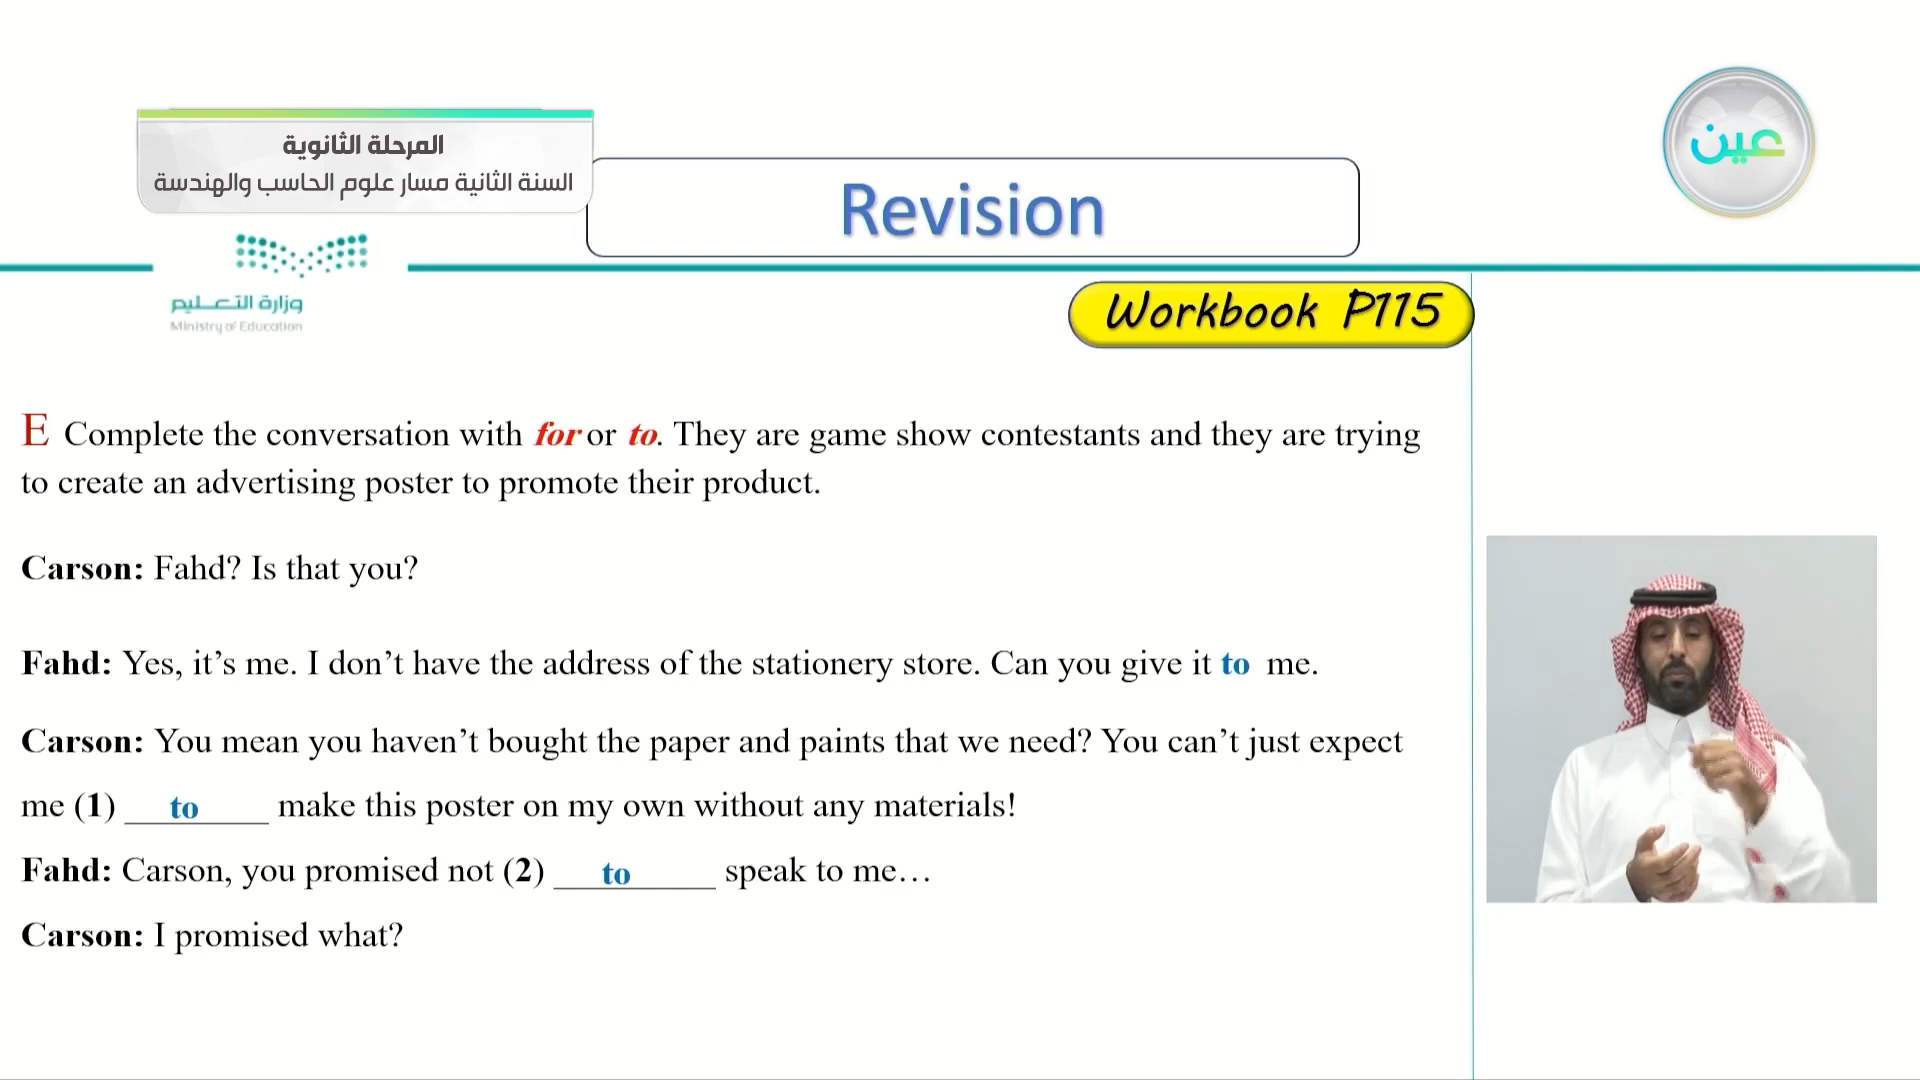 المرحلة الثانوية
السنة الثانية مسار علوم الحاسب والهندسة
عين
Revision
وزارة التعليم
Ministry of Education
Workbook P115
E Complete the conversation with for or to. They are game show contestants and they are trying
to create an advertising poster to promote their product.
Carson: Fahd? Is that you?
Fahd: Yes, it’s me. I don’t have the address of the stationery store. Can you give it to me.
Carson: You mean you haven’t bought the paper and paints that we need? You can’t just expect
me (1) ___to___ make this poster on my own without any materials!
Fahd: Carson, you promised not (2) ___to___ speak to me…
Carson: I promised what?